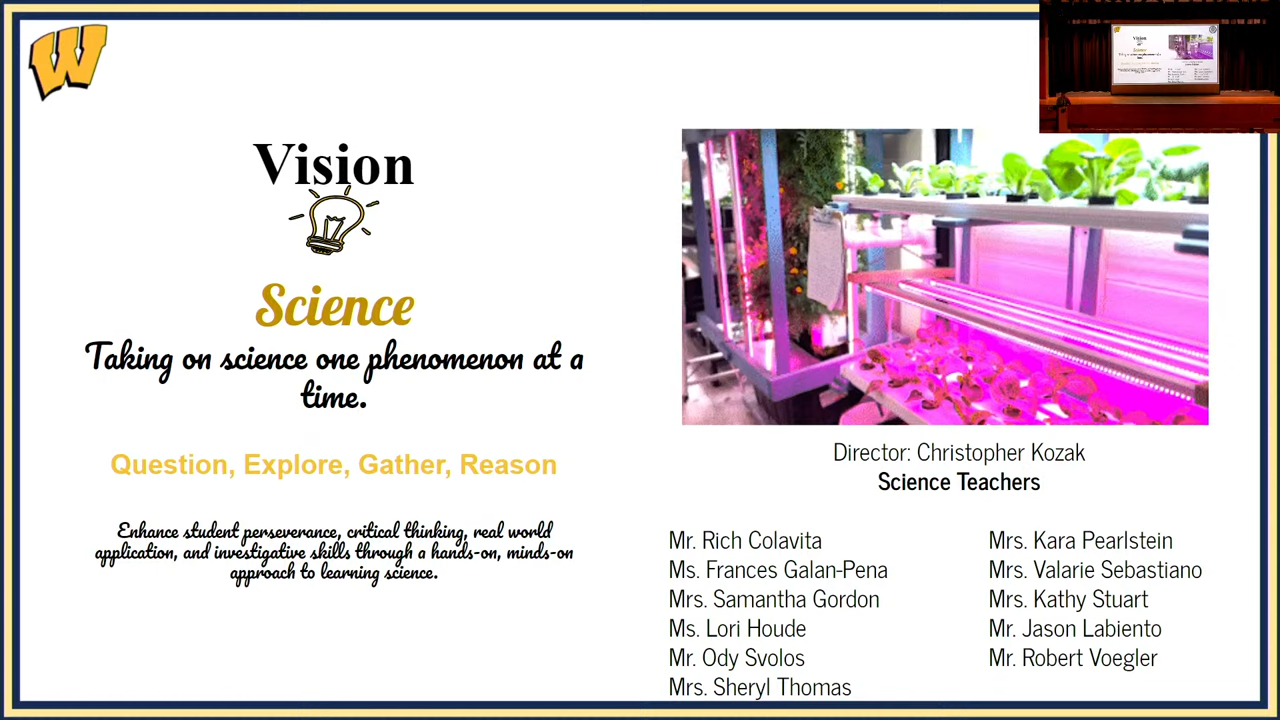 W
Vision
Science
Taking on science one phenomenon at a
time.
Question, Explore, Gather, Reason
Enhance student perseverance, critical thinking, real world
application, and investigative skills through a hands-on, minds-on
approach to learning science.
Director: Christopher Kozak
Science Teachers
Mr. Rich Colavita
Ms. Frances Galan-Pena
Mrs. Samantha Gordon
Ms. Lori Houde
Mr. Ody Svolos
Mrs. Sheryl Thomas
Mrs. Kara Pearlstein
Mrs. Valarie Sebastiano
Mrs. Kathy Stuart
Mr. Jason Labiento
Mr. Robert Voegler
Vision
Science